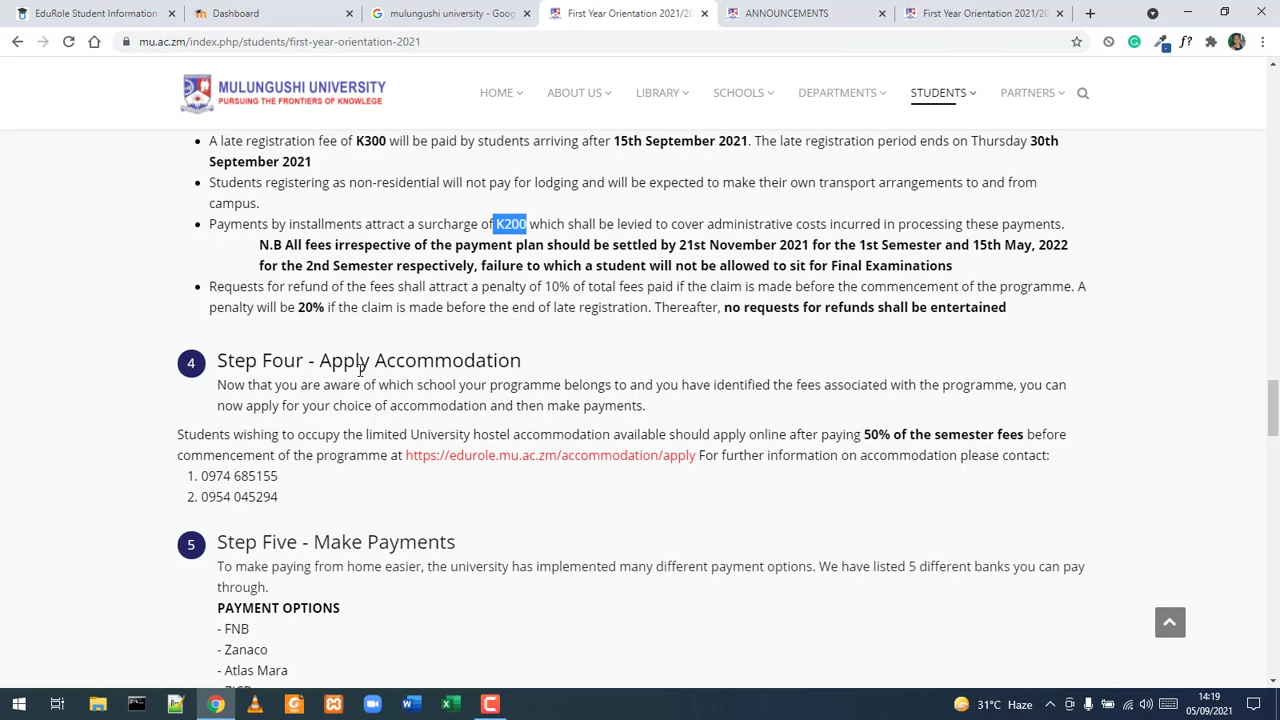 EduRole Student Information
Dashboard
mulungushi university - Goog
First Year Orientation 2021/20
ANNOUNCEMENTS
First Year Orientation 2021/20
mu.ac.zm/index.php/students/first-year-orientation-2021
MULUNGUSHI UNIVERSITY
PURSUING THE FRONTIERS OF KNOWLEDGE
HOME
ABOUT US
LIBRARY
SCHOOLS
DEPARTMENTS
STUDENTS
PARTNERS
• A late registration fee of K300 will be paid by students arriving after 15th September 2021. The late registration period ends on Thursday 30th
September 2021
• Students registering as non-residential will not pay for lodging and will be expected to make their own transport arrangements to and from
campus.
• Payments by installments attract a surcharge of K200 which shall be levied to cover administrative costs incurred in processing these payments.
N.B All fees irrespective of the payment plan should be settled by 21st November 2021 for the 1st Semester and 15th May, 2022
for the 2nd Semester respectively, failure to which a student will not be allowed to sit for Final Examinations
• Requests for refund of the fees shall attract a penalty of 10% of total fees paid if the claim is made before the commencement of the programme. A
penalty will be 20% if the claim is made before the end of late registration. Thereafter, no requests for refunds shall be entertained
4 Step Four - Apply Accommodation
Now that you are aware of which school your programme belongs to and you have identified the fees associated with the programme, you can
now apply for your choice of accommodation and then make payments.
Students wishing to occupy the limited University hostel accommodation available should apply online after paying 50% of the semester fees before
commencement of the programme at https://edurole.mu.ac.zm/accommodation/apply For further information on accommodation please contact:
1. 0974 685155
2. 0954 045294
5 Step Five - Make Payments
To make paying from home easier, the university has implemented many different payment options. We have listed 5 different banks you can pay
through.
PAYMENT OPTIONS
- FNB
- Zanaco
- Atlas Mara
31°C Haze
14:19
05/09/2021